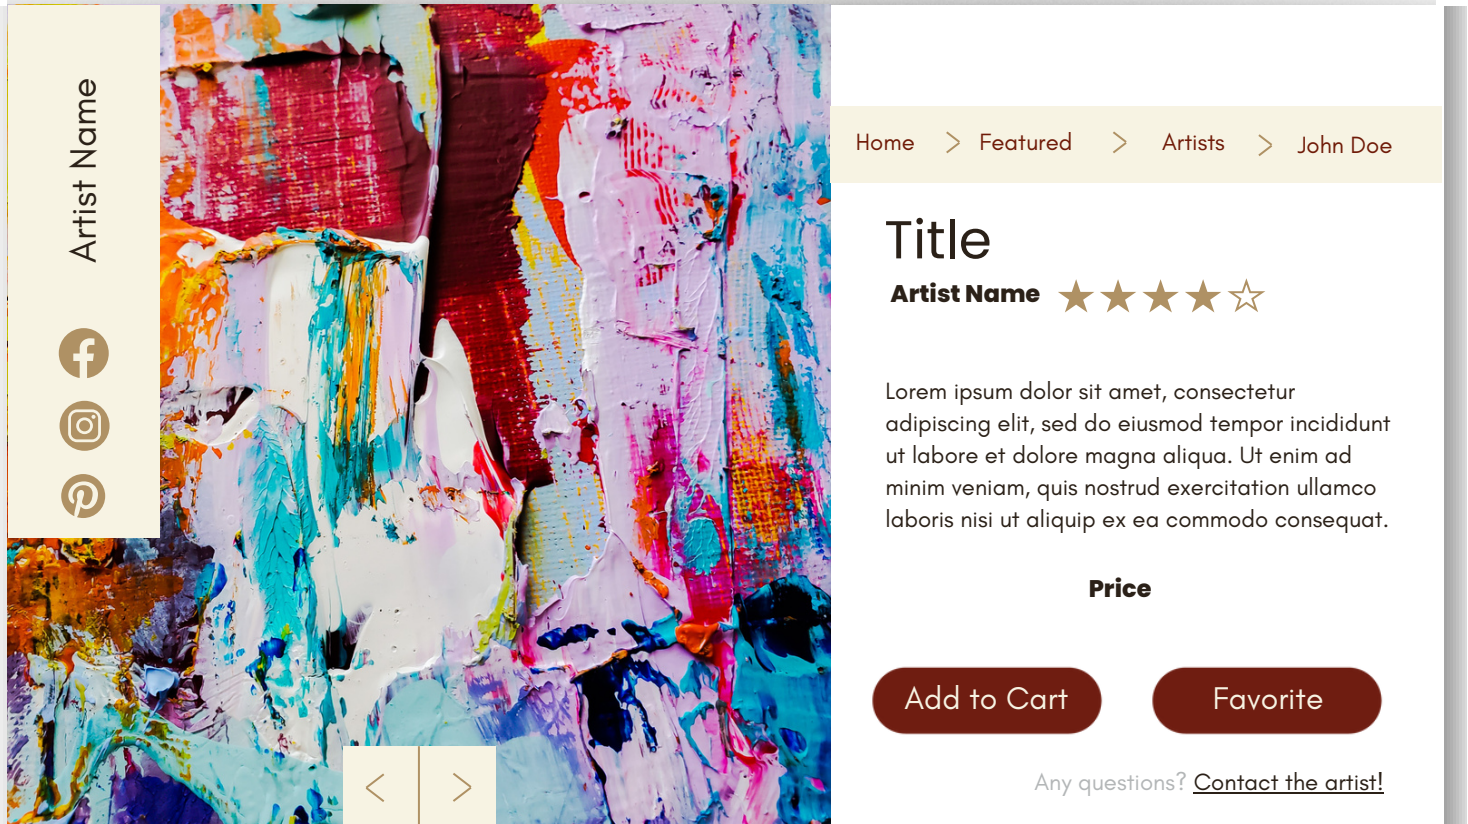 Artist Name
Home > Featured > Artists > John Doe
Title
Artist Name
Lorem ipsum dolor sit amet, consectetur
adipiscing elit, sed do eiusmod tempor incididunt
ut labore et dolore magna aliqua. Ut enim ad
minim veniam, quis nostrud exercitation ullamco
laboris nisi ut aliquip ex ea commodo consequat.
Price
Add to Cart
Favorite
Any questions? Contact the artist!